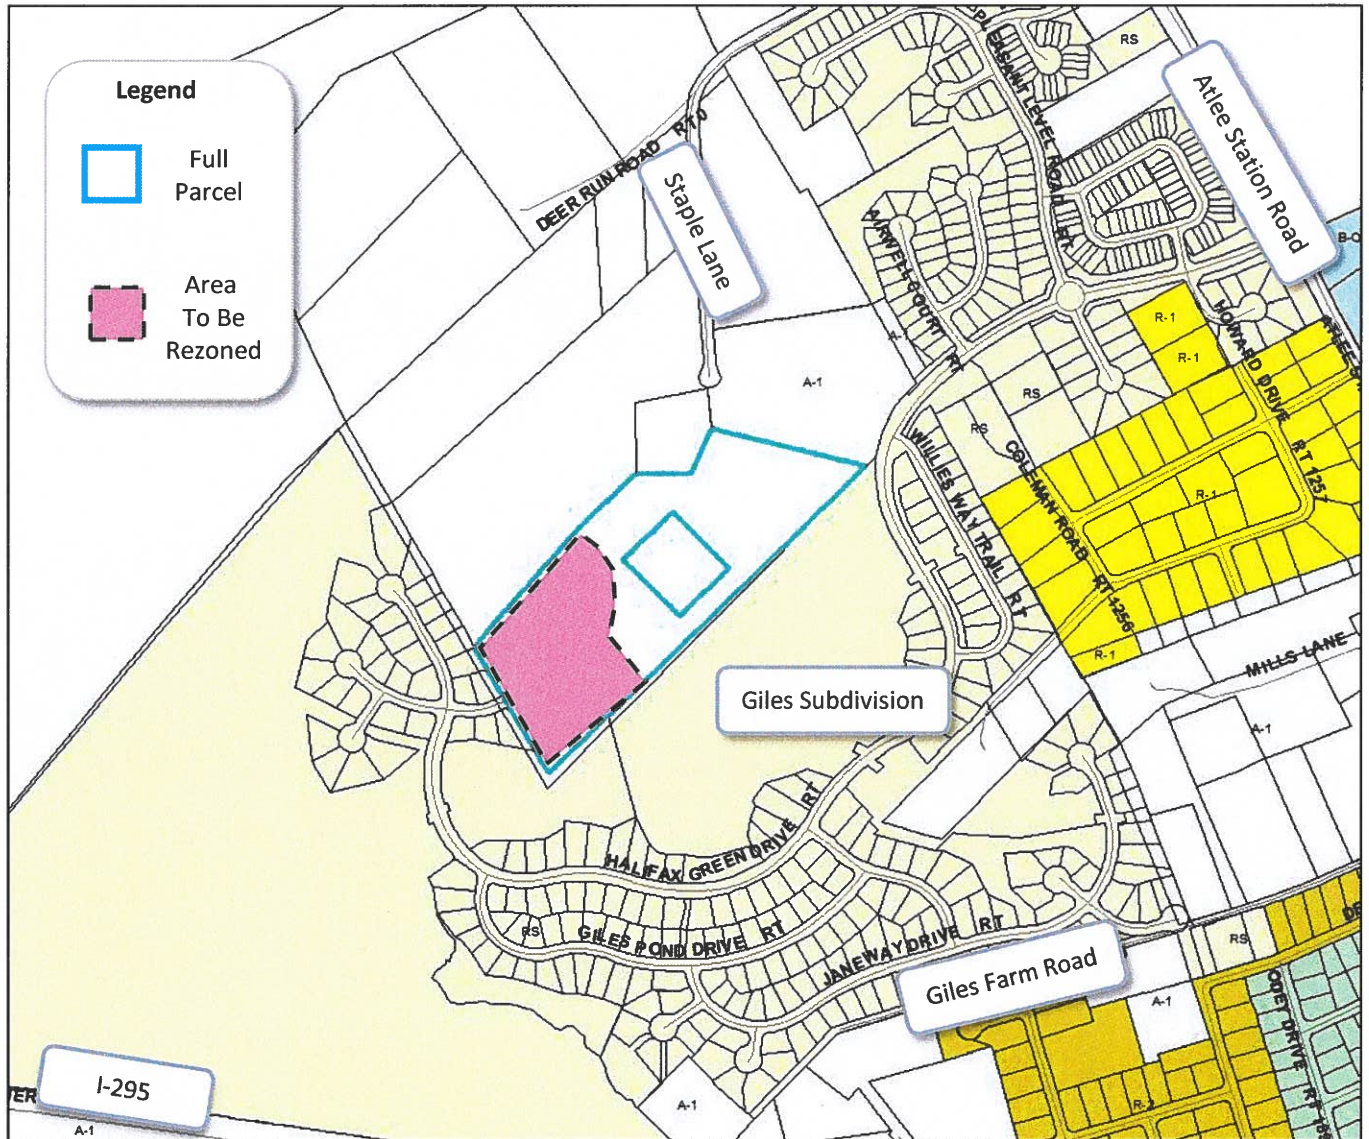 Legend
Full
Parcel
Area
To Be
Rezoned
RS
PLEASANT LEVEL ROAD RT
Atlee Station Road
DEER RUN ROAD RT 0
Staple Lane
B-O
AIRWELL COURT RT
R-1
HOWARD DRIVE RT 1257
R-1
A-1
RS
RS
WILLIES WAY TRAIL RT
COLEMAN ROAD RT 1256
R-1
R-1
MILLS LANE
Giles Subdivision
A-1
HALIFAX GREEN DRIVE RT
RS
GILES POND DRIVE RT
JANEWAY DRIVE RT
RS
Giles Farm Road
A-1
I-295
A-1
A-1